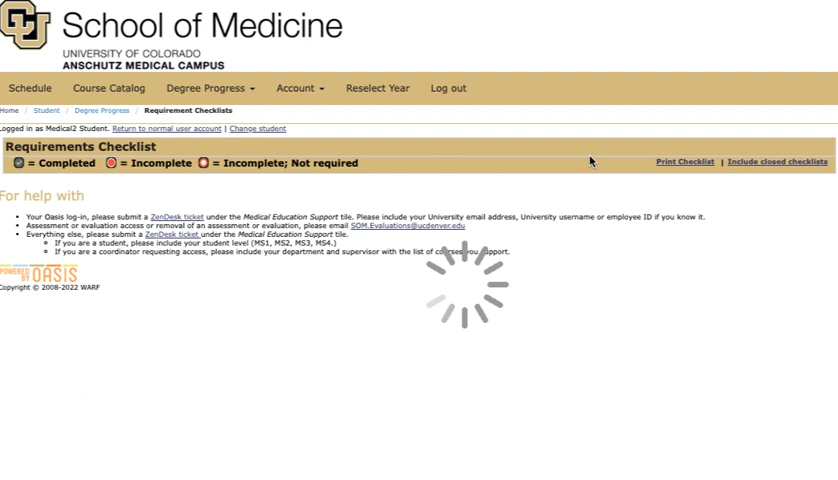 School of Medicine
UNIVERSITY OF COLORADO
ANSCHUTZ MEDICAL CAMPUS
Schedule Course Catalog Degree Progress Account Reselect Year Log out
Home / Student / Degree Progress / Requirement Checklists
Logged in as Medical2 Student. Return to normal user account | Change student
Requirements Checklist
= Completed = Incomplete = Incomplete; Not required Print Checklist | Include closed checklists
For help with
Your Oasis log-in, please submit a ZenDesk ticket under the Medical Education Support tile. Please include your University email address, University username or employee ID if you know it.
Assessment or evaluation access or removal of an assessment or evaluation, please email SOM.Evaluations@ucdenver.edu
Everything else, please submit a ZenDesk ticket under the Medical Education Support tile.
If you are a student, please include your student level (MS1, MS2, MS3, MS4.)
If you are a coordinator requesting access, please include your department and supervisor with the list of courses you support.
POWERED BY OASIS
Copyright © 2008-2022 WARF